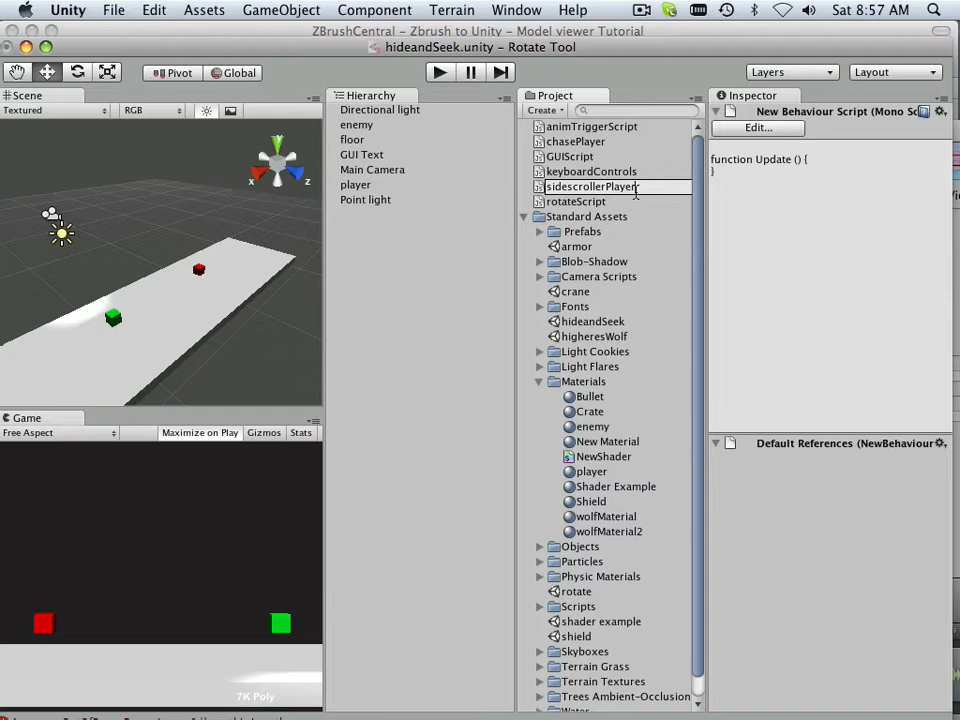 Unity File Edit Assets GameObject Component Terrain Window Help Sat 8:57 AM
ZBrushCentral - Zbrush to Unity - Model viewer Tutorial
hideandSeek.unity - Rotate Tool
Pivot Global Layers Layout
Scene
Textured RGB
y
x z
Game
Free Aspect Maximize on Play Gizmos Stats
7K Poly
Hierarchy
Directional light
enemy
floor
GUI Text
Main Camera
player
Point light
Project
Create
animTriggerScript
chasePlayer
GUIScript
keyboardControls
sidescrollerPlayer
rotateScript
Standard Assets
Prefabs
armor
Blob-Shadow
Camera Scripts
crane
Fonts
hideandSeek
higheresWolf
Light Cookies
Light Flares
Materials
Bullet
Crate
enemy
New Material
NewShader
player
Shader Example
Shield
wolfMaterial
wolfMaterial2
Objects
Particles
Physic Materials
rotate
Scripts
shader example
shield
Skyboxes
Terrain Grass
Terrain Textures
Trees Ambient-Occlusion
Inspector
New Behaviour Script (Mono Sc
Edit...
function Update () {
}
Default References (NewBehaviour